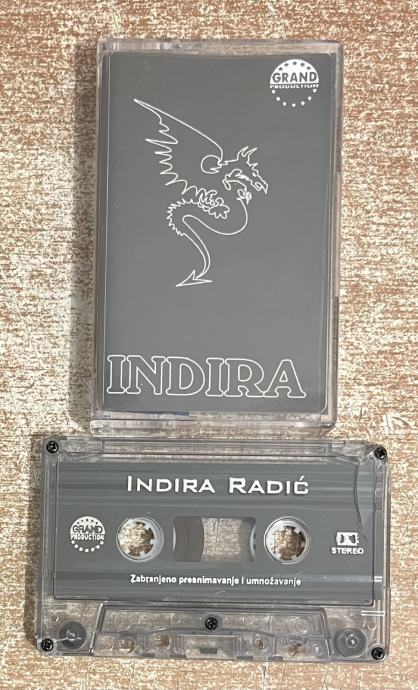 GRAND
PRODUCTION
INDIRA
INDIRA RADIĆ
GRAND
PRODUCTION
STEREO
Zabranjeno presnimavanje i umnožavanje